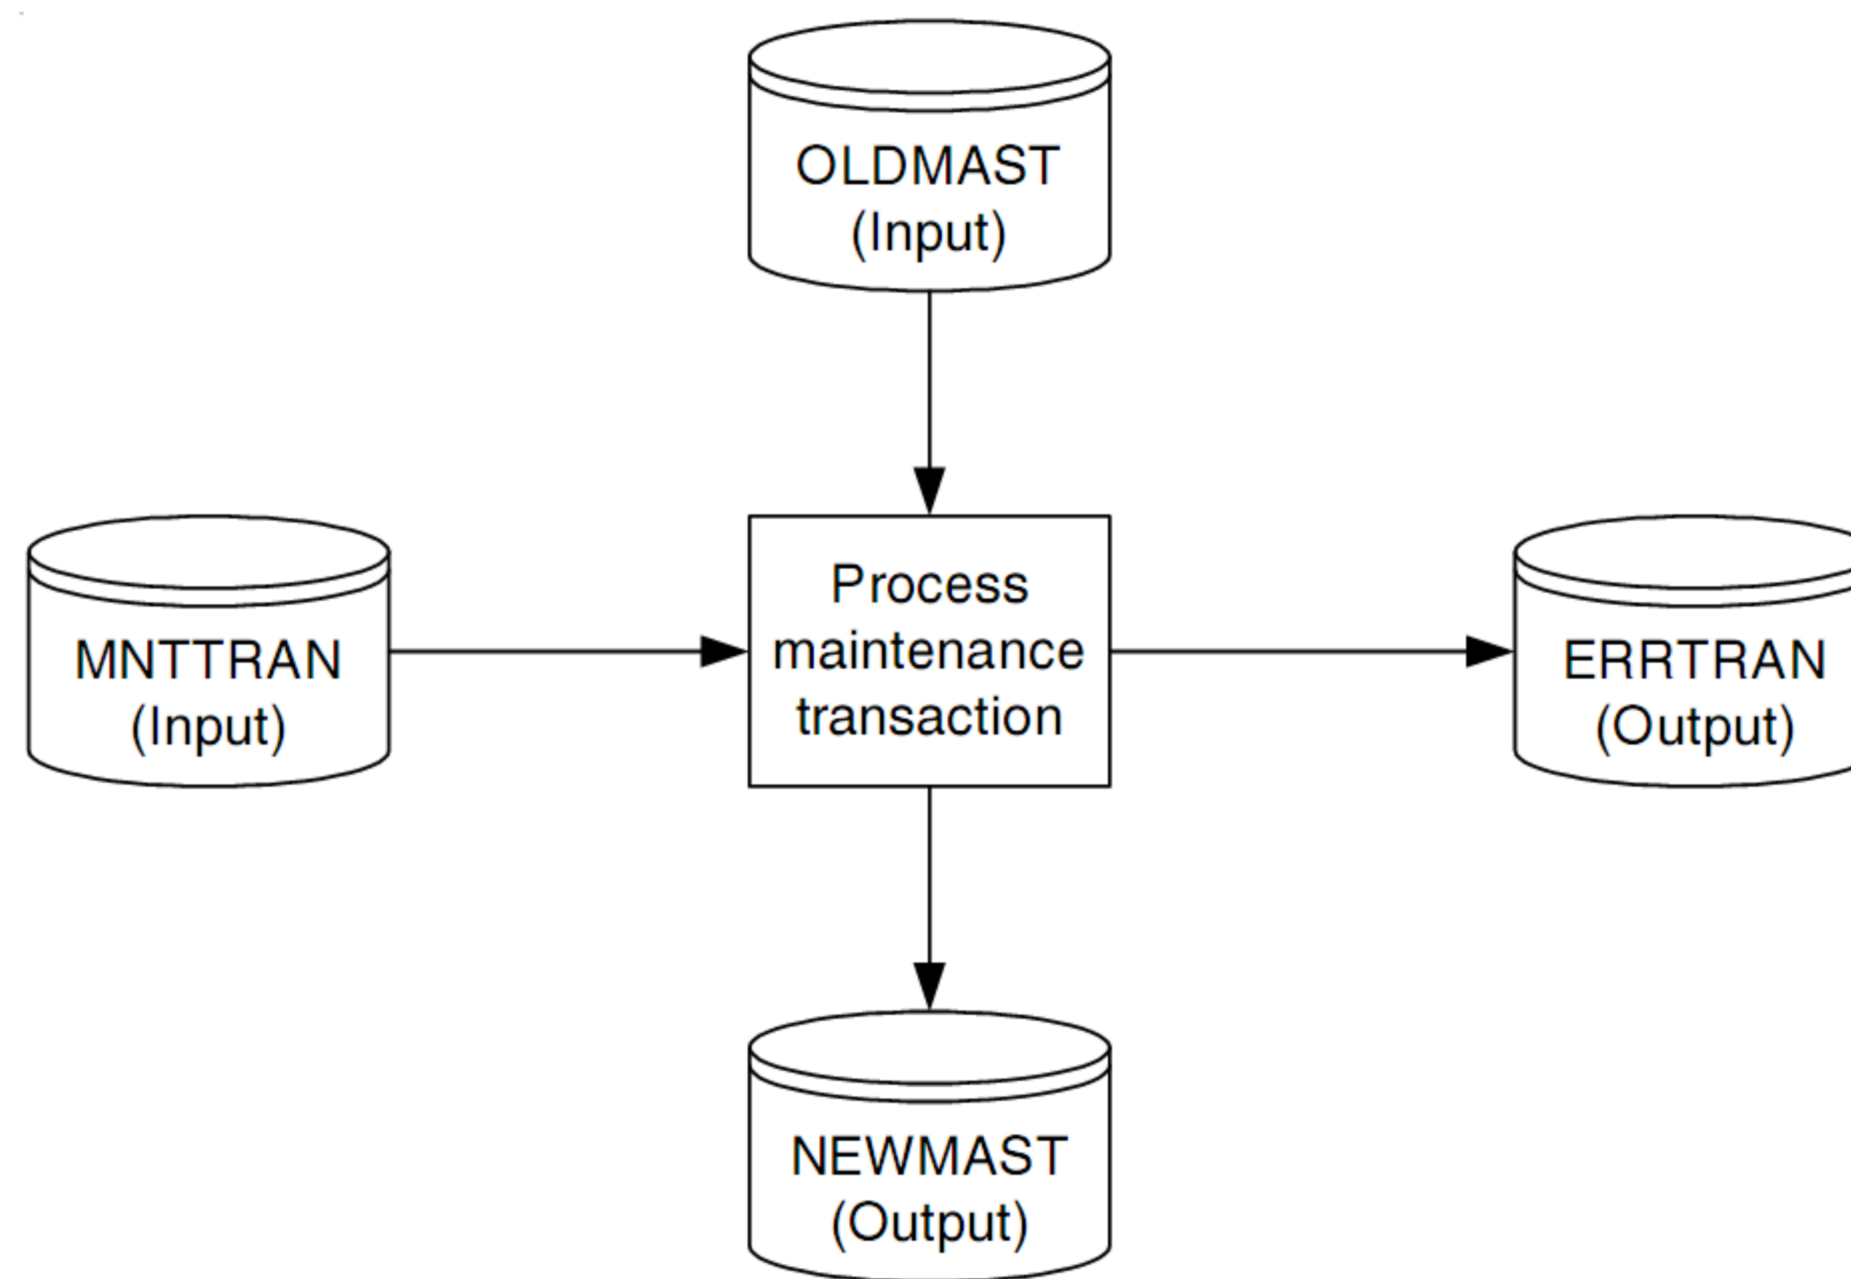 OLDMAST
(Input)
MNTTRAN
(Input)
Process
maintenance
transaction
ERRTRAN
(Output)
NEWMAST
(Output)